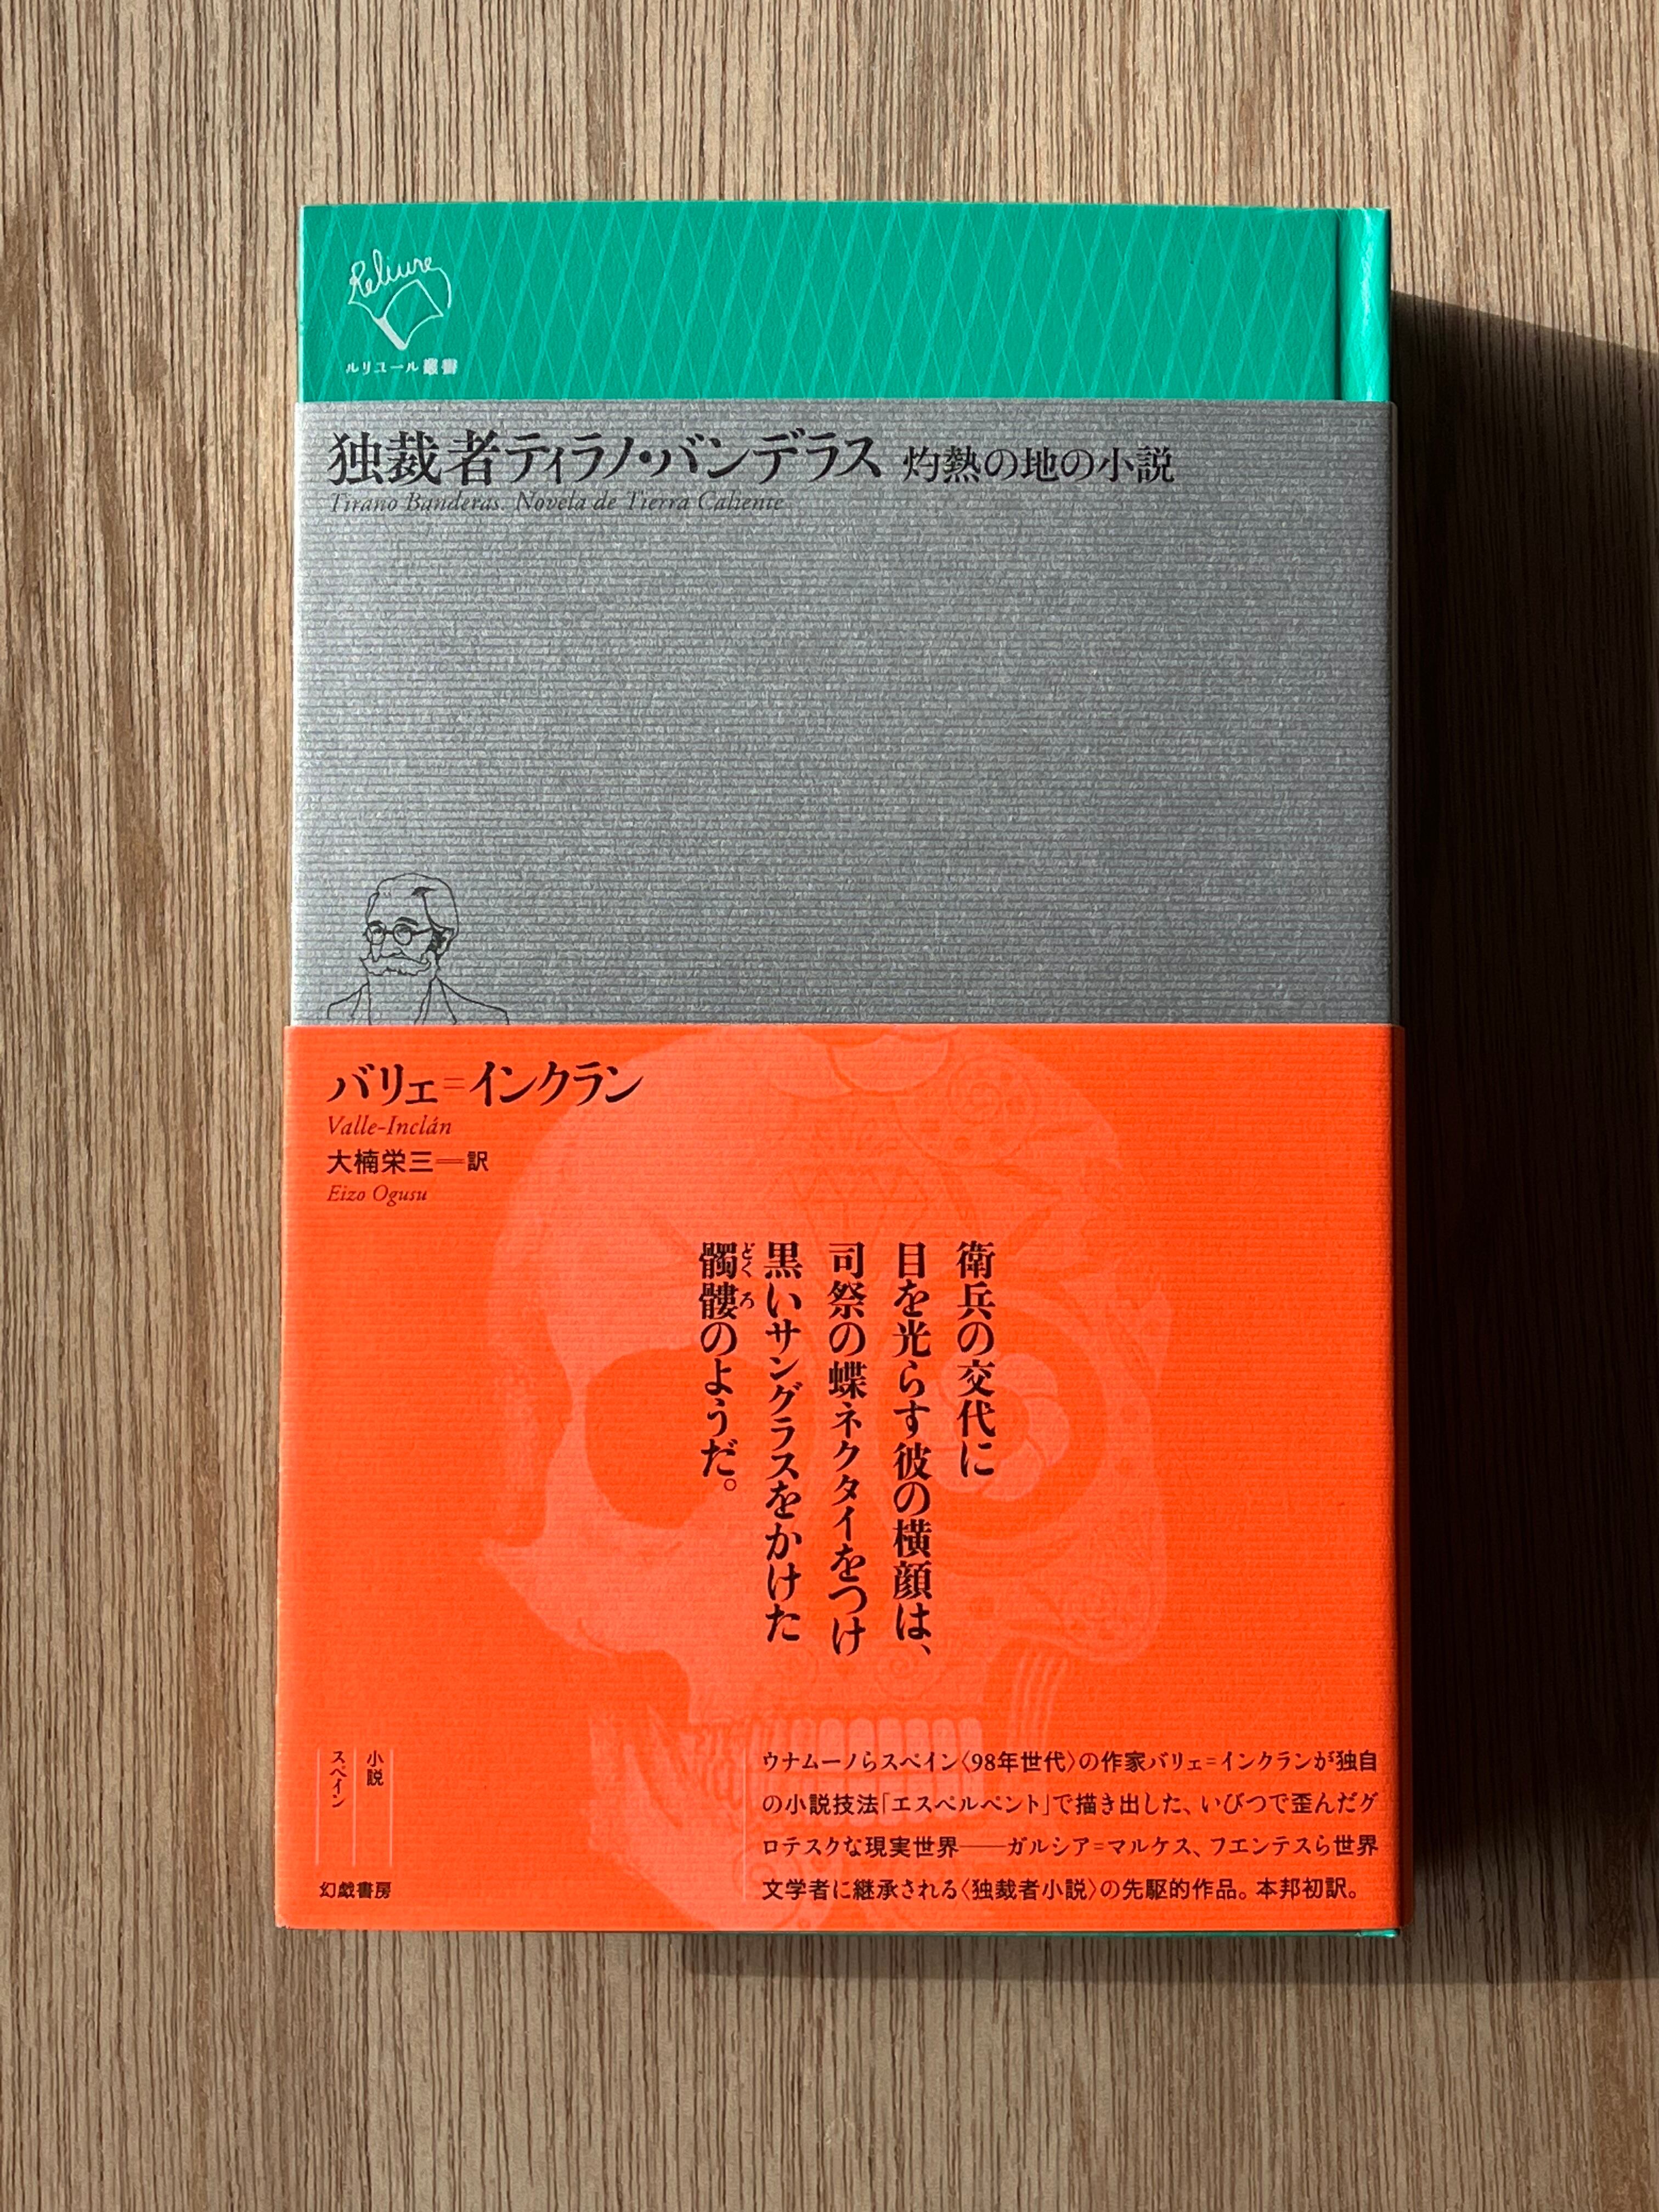 Reliure
ルリユール叢書
独裁者ティラノ・バンデラス 灼熱の地の小説
Tirano Banderas. Novela de Tierra Caliente
バリェ=インクラン
Valle-Inclán
大楠栄三──訳
Eizo Ogusu
衛兵の交代に
目を光らす彼の横顔は、
司祭の蝶ネクタイをつけ
黒いサングラスをかけた
髑髏のようだ。
どくろ
小説
スペイン
幻戯書房
ウナムーノらスペイン〈98年世代〉の作家バリェ=インクランが独自
の小説技法「エスペルペント」で描き出した、いびつで歪んだグ
ロテスクな現実世界──ガルシア=マルケス、フエンテスら世界
文学者に継承される〈独裁者小説〉の先駆的作品。本邦初訳。